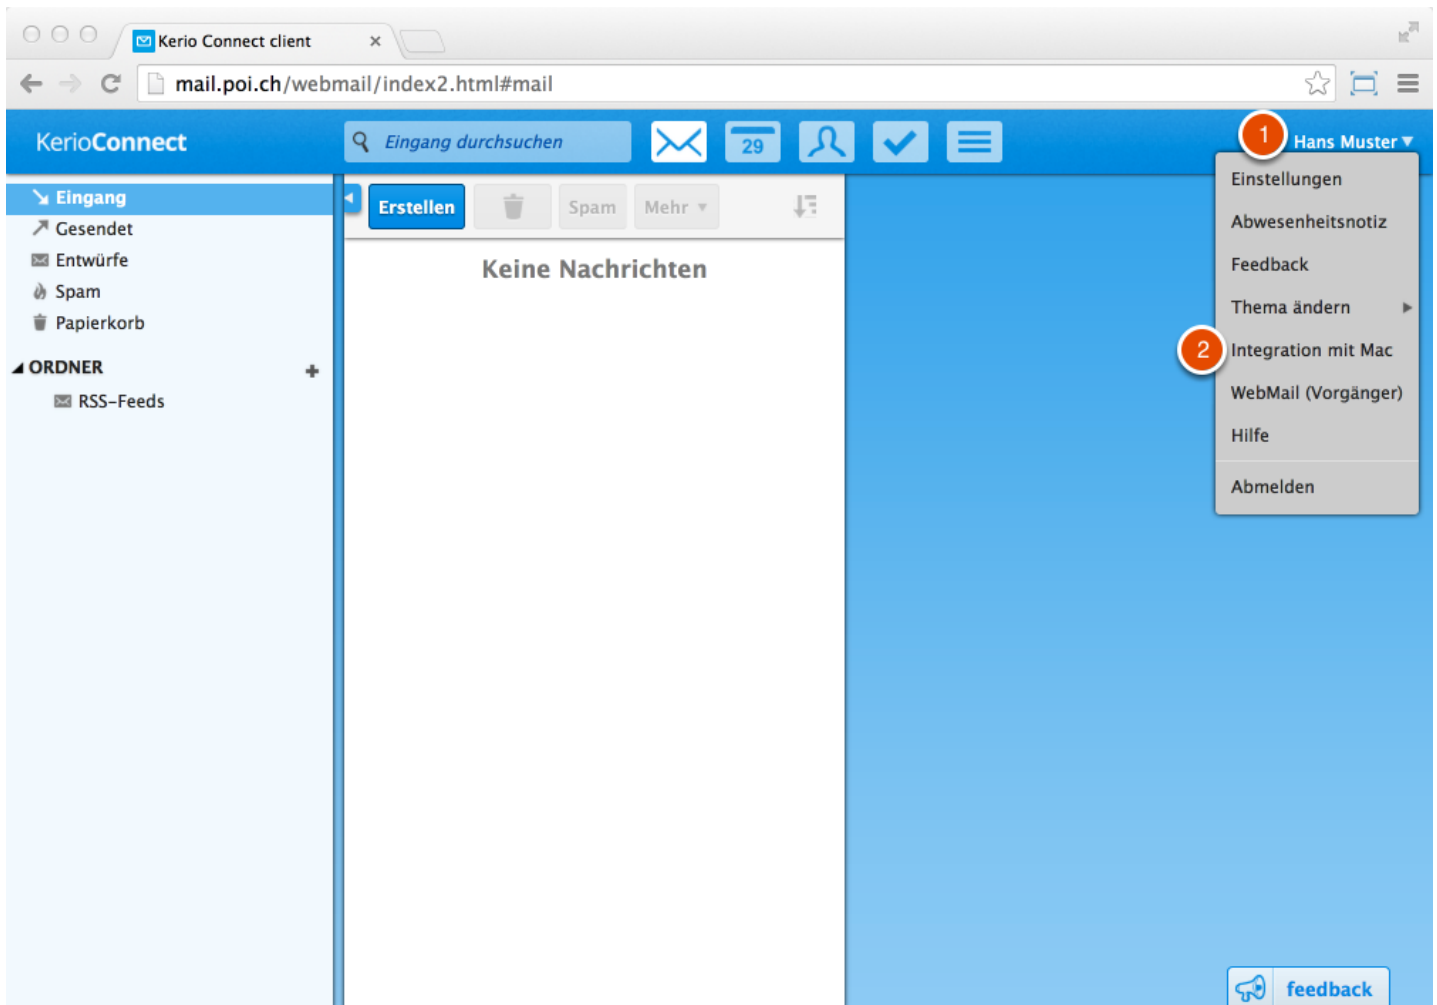 Kerio Connect client
mail.poi.ch/webmail/index2.html#mail
KerioConnect
Eingang durchsuchen
29
1
Hans Muster
Eingang
Gesendet
Entwürfe
Spam
Papierkorb
ORDNER
RSS-Feeds
Erstellen
Spam
Mehr
Keine Nachrichten
Einstellungen
Abwesenheitsnotiz
Feedback
Thema ändern
2
Integration mit Mac
WebMail (Vorgänger)
Hilfe
Abmelden
feedback